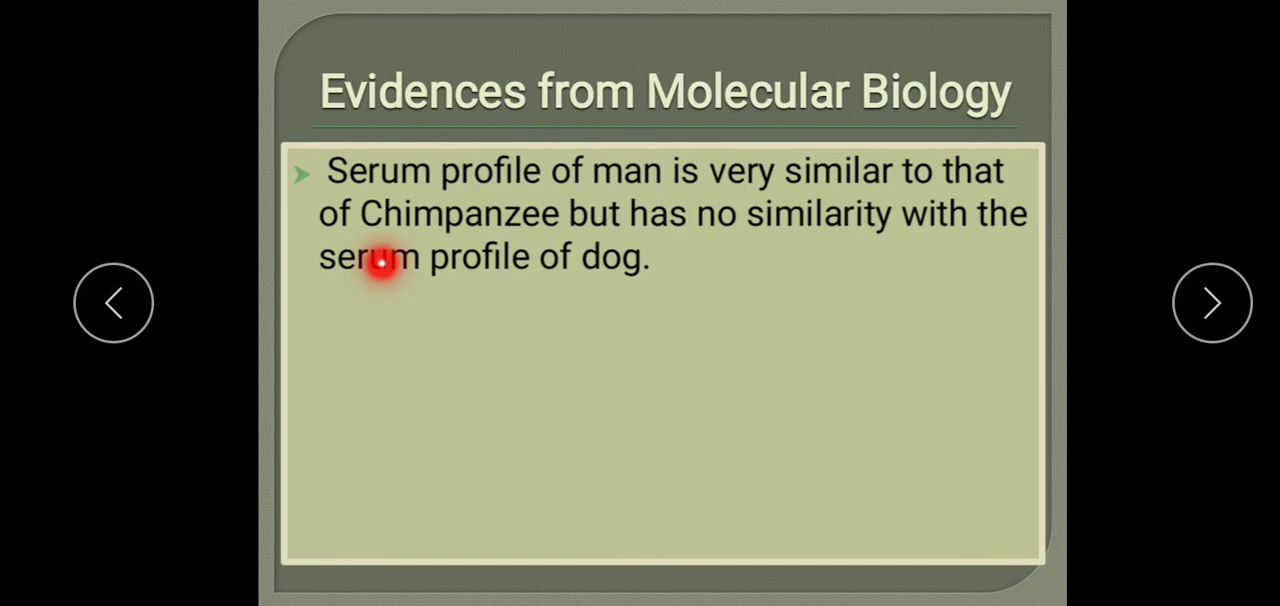 Evidences from Molecular Biology
Serum profile of man is very similar to that
of Chimpanzee but has no similarity with the
serum profile of dog.